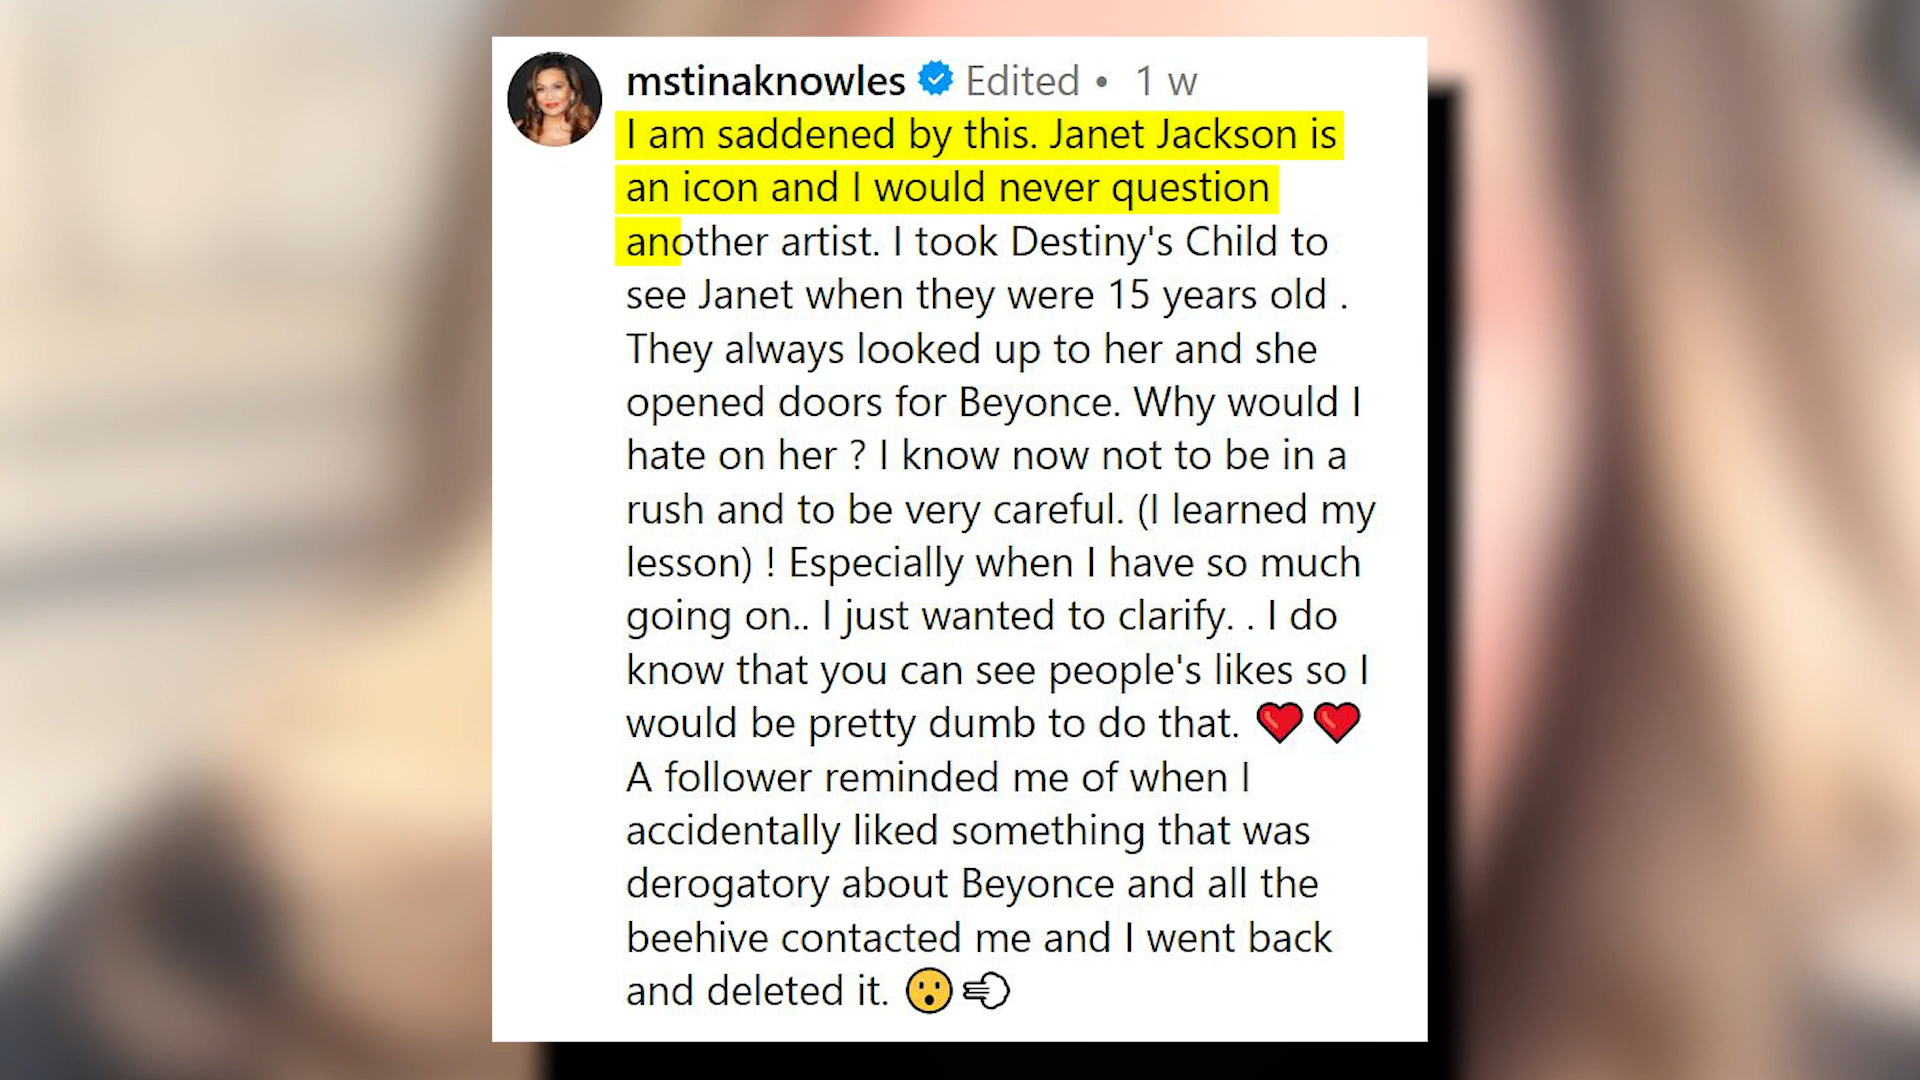 mstinaknowles Edited • 1 w
I am saddened by this. Janet Jackson is
an icon and I would never question
another artist. I took Destiny's Child to
see Janet when they were 15 years old .
They always looked up to her and she
opened doors for Beyonce. Why would I
hate on her ? I know now not to be in a
rush and to be very careful. (I learned my
lesson) ! Especially when I have so much
going on.. I just wanted to clarify. . I do
know that you can see people's likes so I
would be pretty dumb to do that. ❤️❤️
A follower reminded me of when I
accidentally liked something that was
derogatory about Beyonce and all the
beehive contacted me and I went back
and deleted it. 😮💨